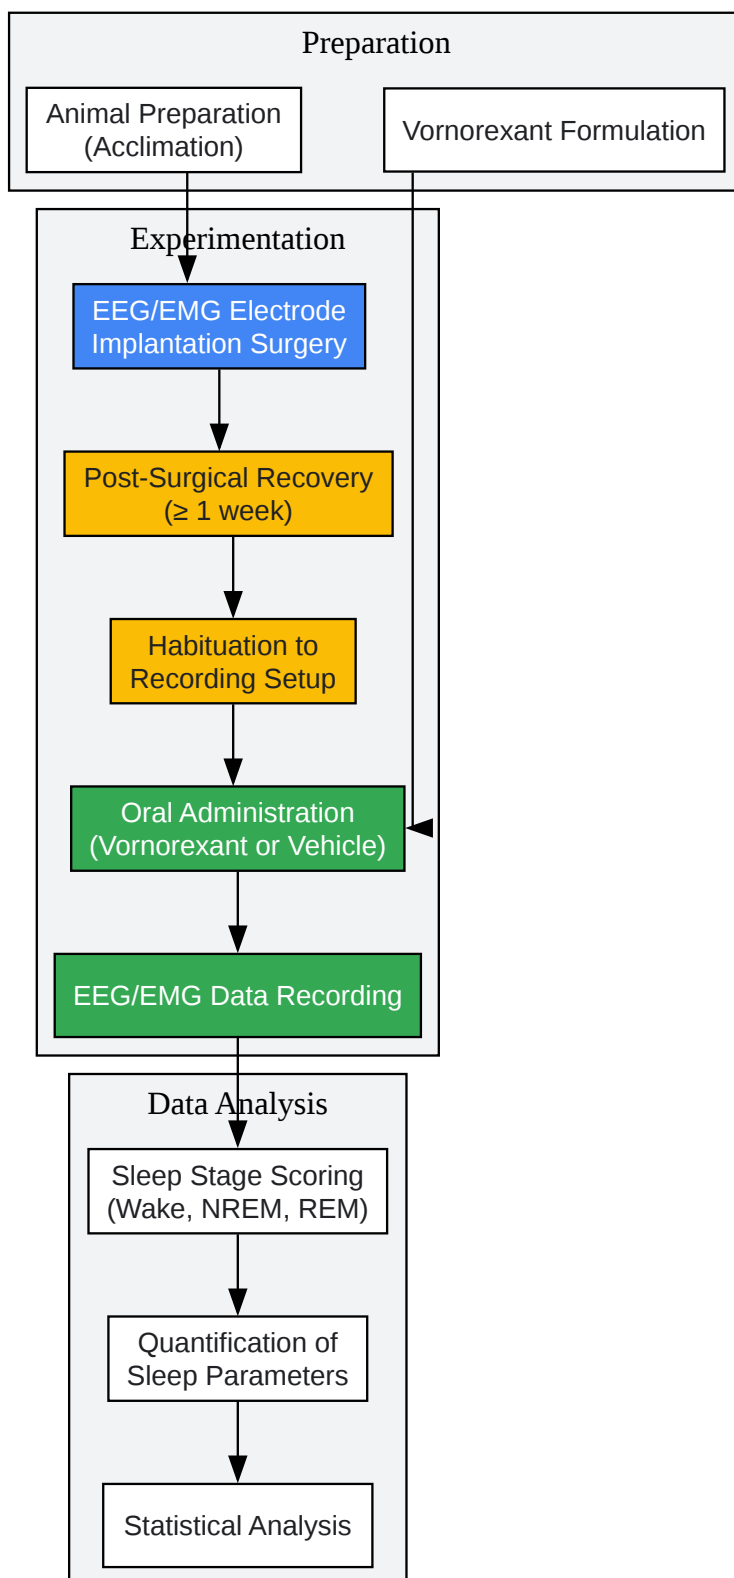 Preparation
Animal Preparation
(Acclimation)
Vornorexant Formulation
Experimentation
EEG/EMG Electrode
Implantation Surgery
Post-Surgical Recovery
(≥ 1 week)
Habituation to
Recording Setup
Oral Administration
(Vornorexant or Vehicle)
EEG/EMG Data Recording
Data Analysis
Sleep Stage Scoring
(Wake, NREM, REM)
Quantification of
Sleep Parameters
Statistical Analysis